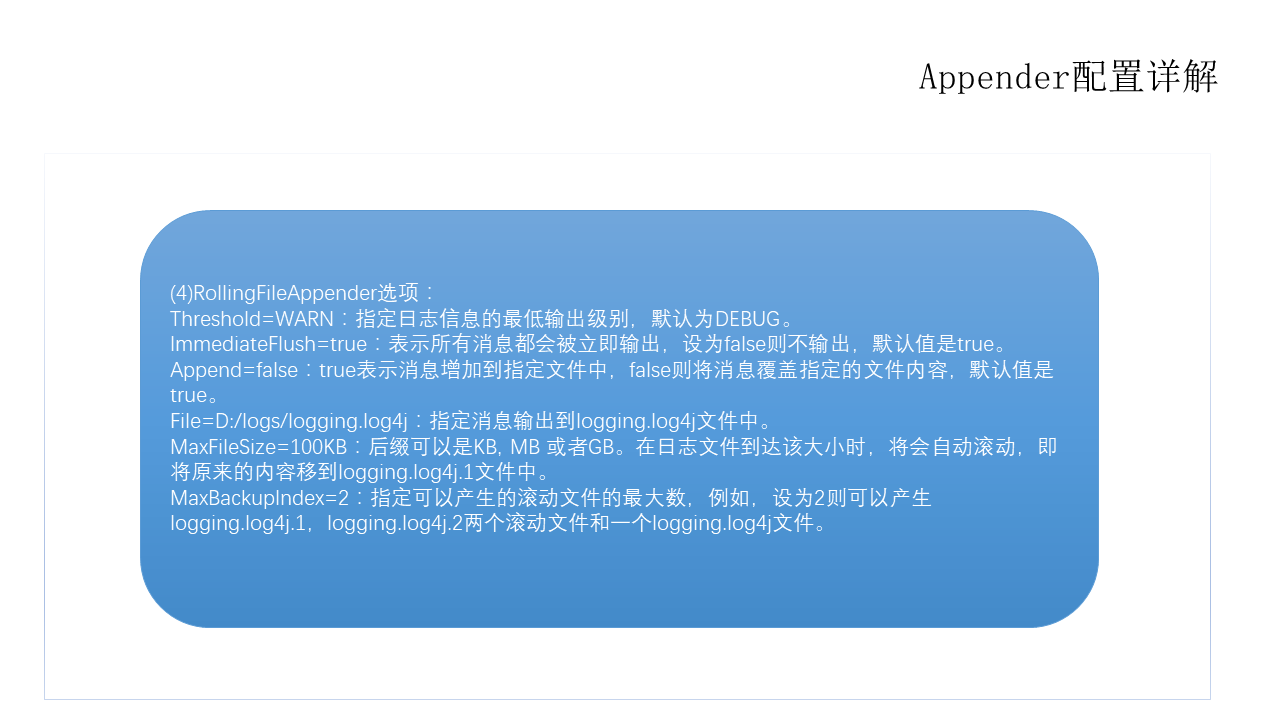 Appender配置详解
(4)RollingFileAppender选项：
Threshold=WARN：指定日志信息的最低输出级别，默认为DEBUG。
ImmediateFlush=true：表示所有消息都会被立即输出，设为false则不输出，默认值是true。
Append=false：true表示消息增加到指定文件中，false则将消息覆盖指定的文件内容，默认值是
true。
File=D:/logs/logging.log4j：指定消息输出到logging.log4j文件中。
MaxFileSize=100KB：后缀可以是KB, MB 或者GB。在日志文件到达该大小时，将会自动滚动，即
将原来的内容移到logging.log4j.1文件中。
MaxBackupIndex=2：指定可以产生的滚动文件的最大数，例如，设为2则可以产生
logging.log4j.1，logging.log4j.2两个滚动文件和一个logging.log4j文件。